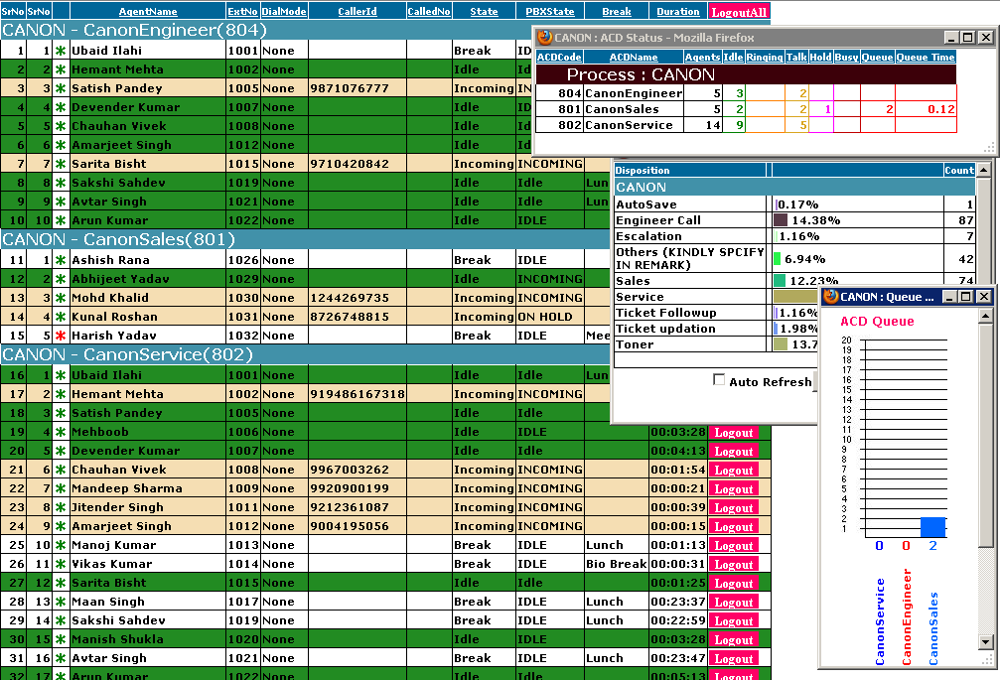 SrNo SrNo AgentName ExtNo DialMode CallerId CalledNo State PBXState Break Duration LogoutAll
CANON - CanonEngineer(804)
1 1 * Ubaid Ilahi 1001 None Break ID
2 2 * Hemant Mehta 1002 None Idle Id
3 3 * Satish Pandey 1005 None 9871076777 Incoming IN
4 4 * Devender Kumar 1007 None Idle Id
5 5 * Chauhan Vivek 1008 None Idle Id
6 6 * Amarjeet Singh 1012 None Idle Id
7 7 * Sarita Bisht 1015 None 9710420842 Incoming INCOMING
8 8 * Sakshi Sahdev 1019 None Idle Idle Lun
9 9 * Avtar Singh 1021 None Idle Idle Lun
10 10 * Arun Kumar 1022 None Idle Idle
CANON - CanonSales(801)
11 1 * Ashish Rana 1026 None Break IDLE
12 2 * Abhijeet Yadav 1029 None Idle INCOMING
13 3 * Mohd Khalid 1030 None 1244269735 Incoming INCOMING
14 4 * Kunal Roshan 1031 None 8726748815 Incoming ON HOLD
15 5 * Harish Yadav 1032 None Break IDLE Mee
CANON - CanonService(802)
16 1 * Ubaid Ilahi 1001 None Idle Idle Lun
17 2 * Hemant Mehta 1002 None 919486167318 Incoming INCOMING
18 3 * Satish Pandey 1005 None Idle Idle
19 4 * Mehboob 1006 None Idle IDLE 00:03:28 Logout
20 5 * Devender Kumar 1007 None Idle Idle 00:04:13 Logout
21 6 * Chauhan Vivek 1008 None 9967003262 Incoming INCOMING 00:01:54 Logout
22 7 * Mandeep Sharma 1009 None 9920900199 Incoming INCOMING 00:00:21 Logout
23 8 * Jitender Singh 1011 None 9212361087 Incoming INCOMING 00:00:39 Logout
24 9 * Amarjeet Singh 1012 None 9004195056 Incoming INCOMING 00:00:15 Logout
25 10 * Manoj Kumar 1013 None Break IDLE Lunch 00:01:13 Logout
26 11 * Vikas Kumar 1014 None Break IDLE Bio Break 00:00:31 Logout
27 12 * Sarita Bisht 1015 None Idle Idle 00:01:25 Logout
28 13 * Maan Singh 1017 None Break IDLE Lunch 00:23:37 Logout
29 14 * Sakshi Sahdev 1019 None Break IDLE Lunch 00:22:59 Logout
30 15 * Manish Shukla 1020 None Idle Idle 00:03:28 Logout
31 16 * Avtar Singh 1021 None Break IDLE Lunch 00:23:47 Logout
32 17 * Arun Kumar 1022 None Idle Idle 00:05:13 Logout
CANON : ACD Status - Mozilla Firefox
ACDCode ACDName Agents Idle Ringing Talk Hold Busy Queue Queue Time
Process : CANON
804 CanonEngineer 5 3 2
801 CanonSales 5 2 2 1 2 0.12
802 CanonService 14 9 5
Disposition Count
CANON
AutoSave 0.17% 1
Engineer Call 14.38% 87
Escalation 1.16% 7
Others (KINDLY SPCIFY
IN REMARK) 6.94% 42
Sales 12.23% 74
Service
Ticket Followup 1.16%
Ticket updation 1.98%
Toner 13.7
Auto Refresh
CANON : Queue ...
ACD Queue
20
19
18
17
16
15
14
13
12
11
10
9
8
7
6
5
4
3
2
1
0 0 2
CanonService
CanonEngineer
CanonSales